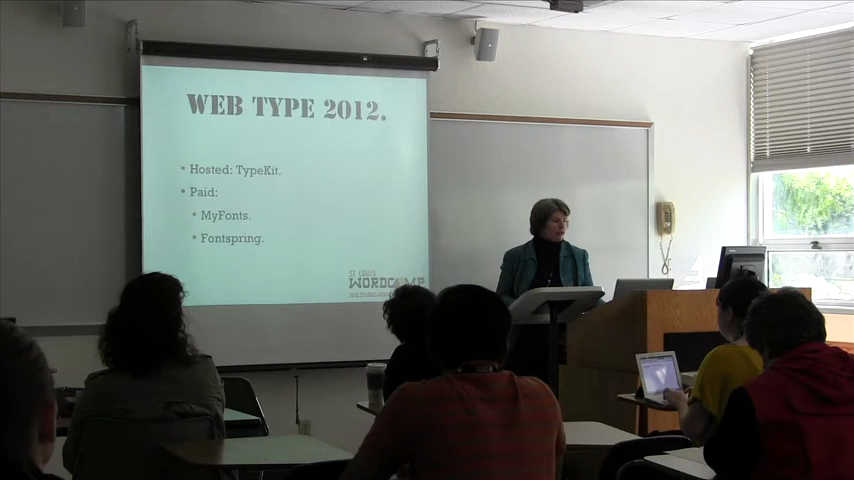 WEB TYPE 2012.
• Hosted: TypeKit.
• Paid:
• MyFonts.
• Fontspring.
ST. LOUIS
WORDCAMP